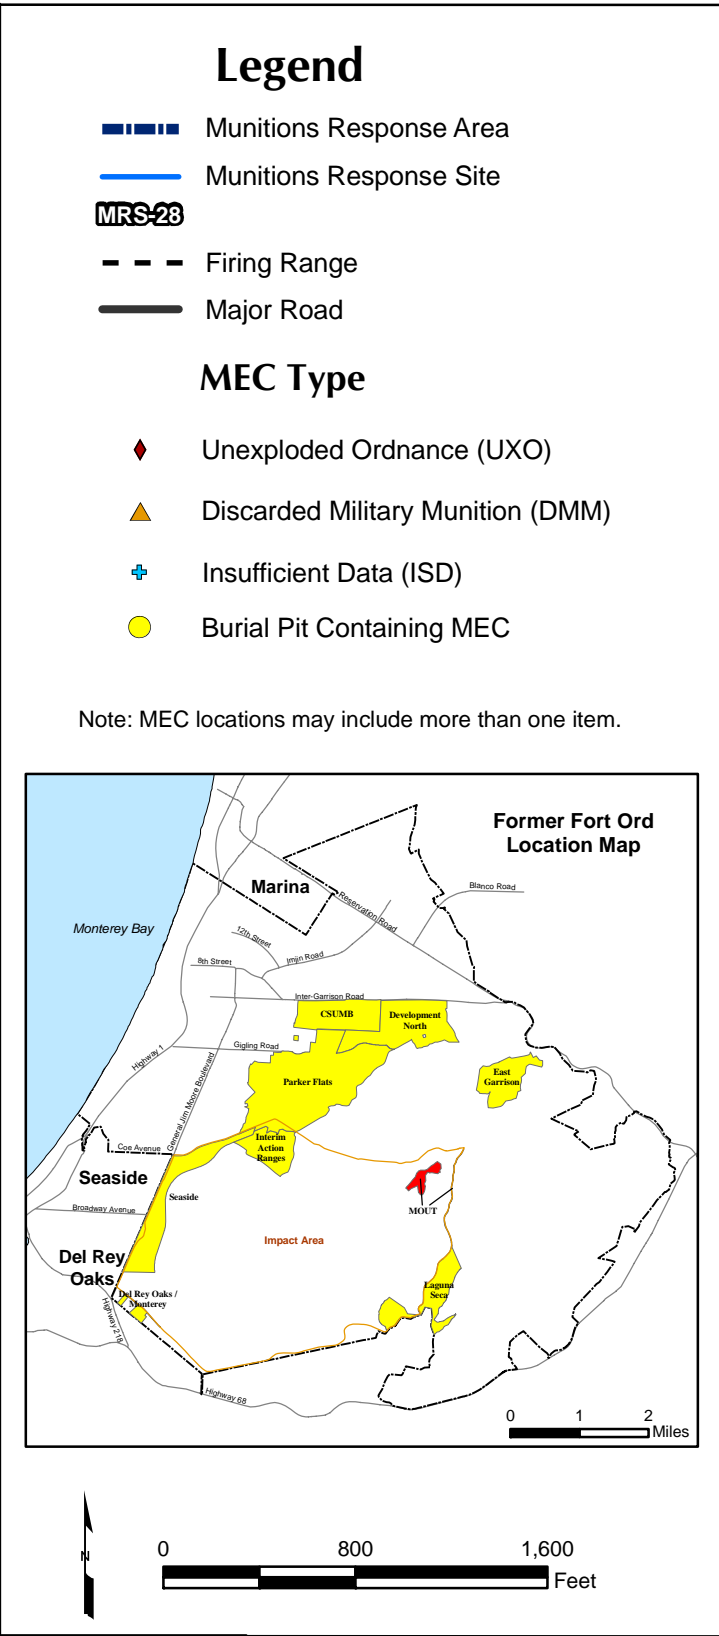 Legend
Munitions Response Area
Munitions Response Site
MRS-28
Firing Range
Major Road
MEC Type
Unexploded Ordnance (UXO)
Discarded Military Munition (DMM)
Insufficient Data (ISD)
Burial Pit Containing MEC
Note: MEC locations may include more than one item.
Former Fort Ord
Location Map
Marina
Blanco Road
Reservation Road
Monterey Bay
12th Street
Imjin Road
8th Street
Inter-Garrison Road
CSUMB
Development
North
Highway 1
Gigling Road
General Jim Moore Boulevard
Parker Flats
East
Garrison
Coe Avenue
Interim
Action
Ranges
Seaside
Seaside
Broadway Avenue
MOUT
Impact Area
Del Rey
Oaks
Del Rey Oaks /
Monterey
Laguna
Seca
Highway 218
Highway 68
0 1 2
Miles
N
0 800 1,600
Feet